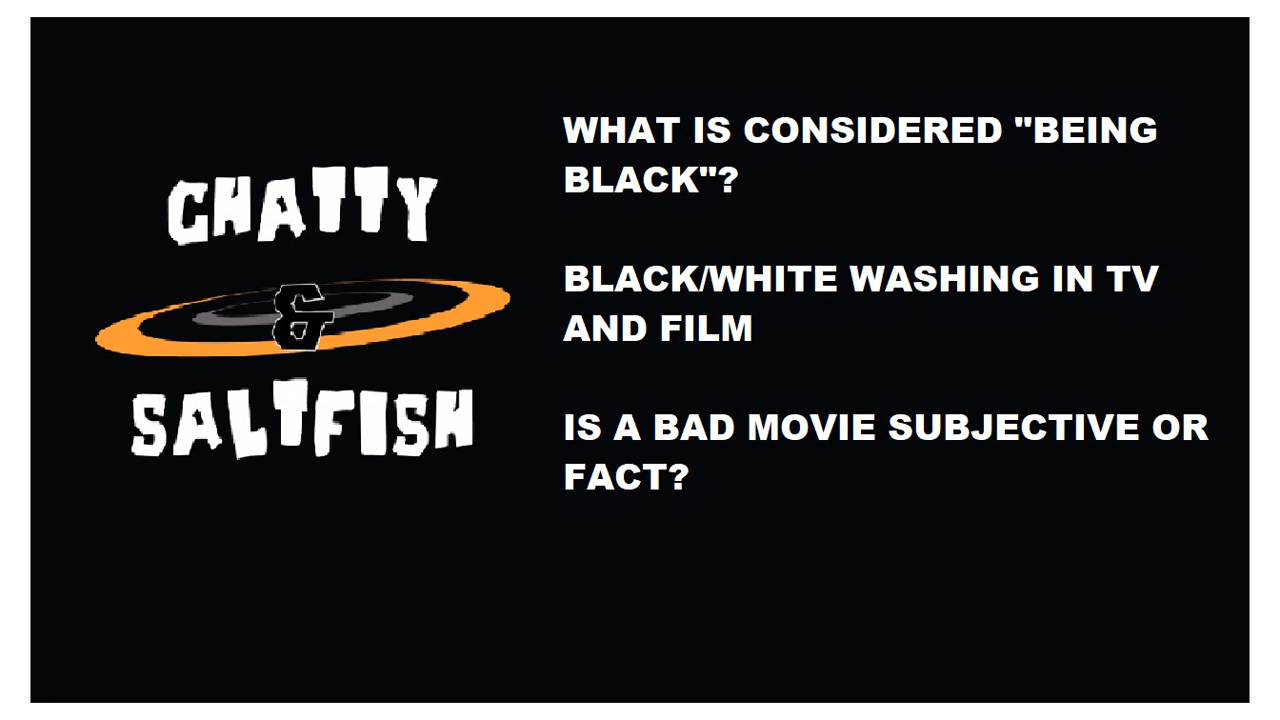 CHATTY
&
SALTFISH
WHAT IS CONSIDERED "BEING
BLACK"?
BLACK/WHITE WASHING IN TV
AND FILM
IS A BAD MOVIE SUBJECTIVE OR
FACT?